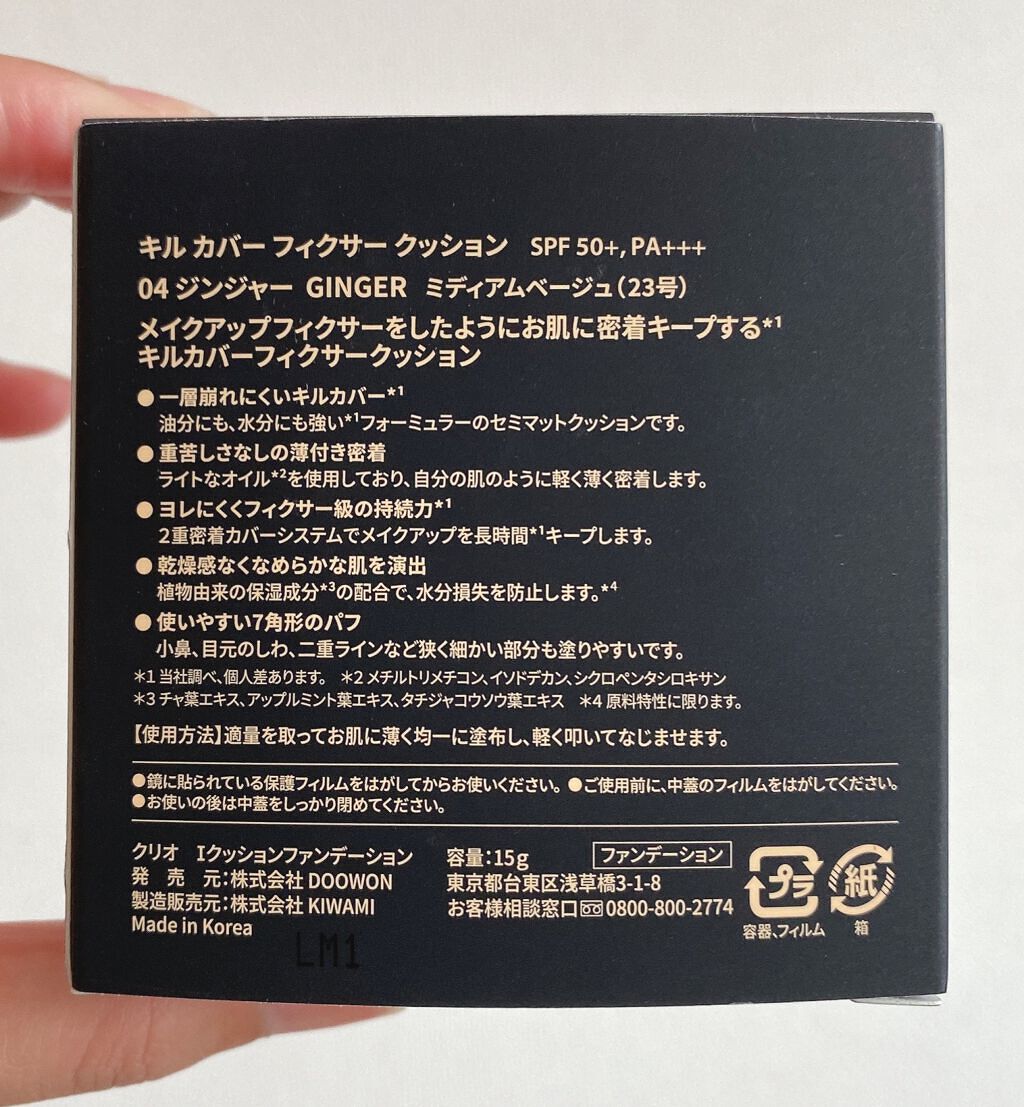 キル カバー フィクサー クッション SPF 50+, PA+++
04 ジンジャー GINGER ミディアムベージュ(23号)
メイクアップフィクサーをしたようにお肌に密着キープする*1
キルカバーフィクサークッション
●一層崩れにくいキルカバー*1
油分にも、水分にも強い*1フォーミュラーのセミマットクッションです。
●重苦しさなしの薄付き密着
ライトなオイル*2を使用しており、自分の肌のように軽く薄く密着します。
●ヨレにくくフィクサー級の持続力*1
2重密着カバーシステムでメイクアップを長時間*1キープします。
●乾燥感なくなめらかな肌を演出
植物由来の保湿成分*3の配合で、水分損失を防止します。*4
●使いやすい7角形のパフ
小鼻、目元のしわ、二重ラインなど狭く細かい部分も塗りやすいです。
*1 当社調べ、個人差あります。 *2 メチルトリメチコン、イソドデカン、シクロペンタシロキサン
*3 チャ葉エキス、アップルミント葉エキス、タチジャコウソウ葉エキス *4 原料特性に限ります。
【使用方法】適量を取ってお肌に薄く均一に塗布し、軽く叩いてなじませます。
●鏡に貼られている保護フィルムをはがしてからお使いください。 ●ご使用前に、中蓋のフィルムをはがしてください。
●お使いの後は中蓋をしっかり閉めてください。
クリオ Iクッションファンデーション
発売元:株式会社 DOOWON
製造販売元:株式会社 KIWAMI
Made in Korea
LM1
容量:15g ファンデーション
東京都台東区浅草橋3-1-8
お客様相談窓口 0800-800-2774
プラ
容器、フィルム
紙
箱